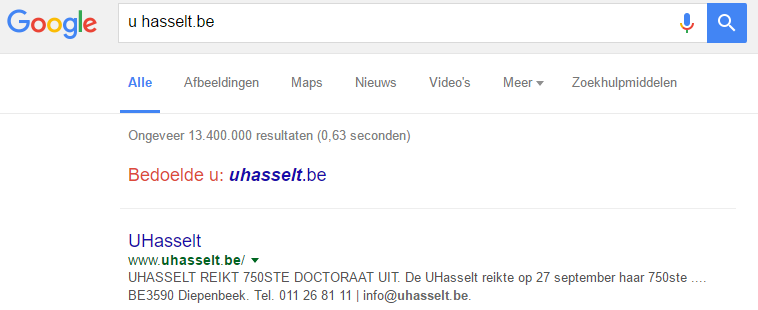 Google u hasselt.be
Alle Afbeeldingen Maps Nieuws Video's Meer Zoekhulpmiddelen
Ongeveer 13.400.000 resultaten (0,63 seconden)
Bedoelde u: uhasselt.be
UHasselt
www.uhasselt.be/
UHASSELT REIKT 750STE DOCTORAAT UIT. De UHasselt reikte op 27 september haar 750ste ....
BE3590 Diepenbeek. Tel. 011 26 81 11 | info@uhasselt.be.